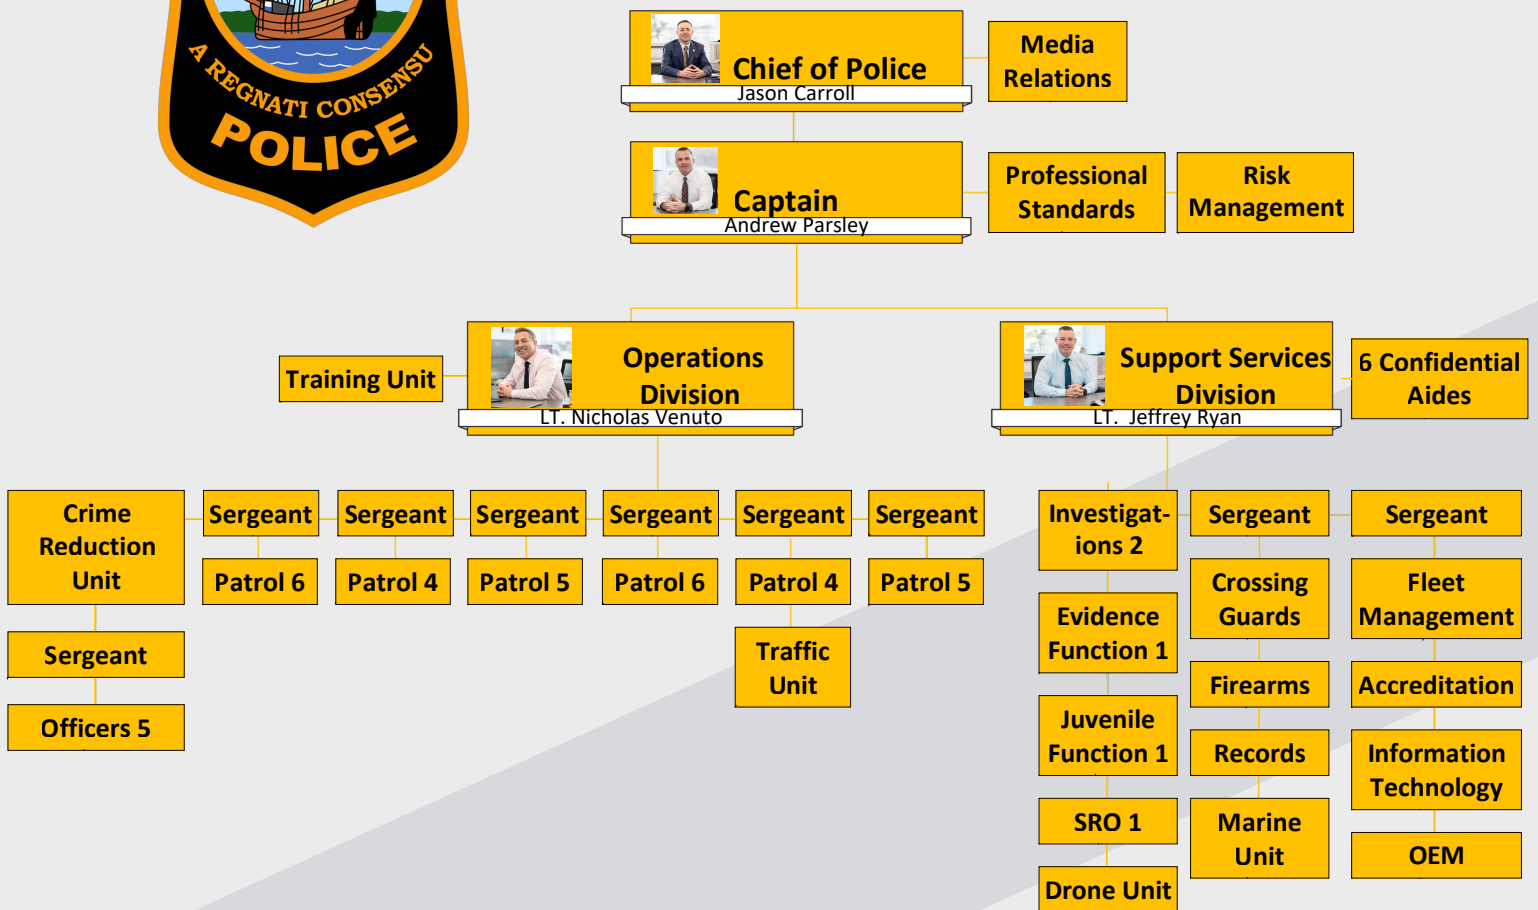 A REGNATI CONSENSU
POLICE
Chief of Police
Jason Carroll
Media
Relations
Captain
Andrew Parsley
Professional
Standards
Risk
Management
Training Unit
Operations
Division
LT. Nicholas Venuto
Support Services
Division
LT. Jeffrey Ryan
6 Confidential
Aides
Crime
Reduction
Unit
Sergeant
Officers 5
Sergeant
Patrol 6
Sergeant
Patrol 4
Sergeant
Patrol 5
Sergeant
Patrol 6
Sergeant
Patrol 4
Traffic
Unit
Sergeant
Patrol 5
Investigat-
ions 2
Evidence
Function 1
Juvenile
Function 1
SRO 1
Drone Unit
Sergeant
Crossing
Guards
Firearms
Records
Marine
Unit
Sergeant
Fleet
Management
Accreditation
Information
Technology
OEM